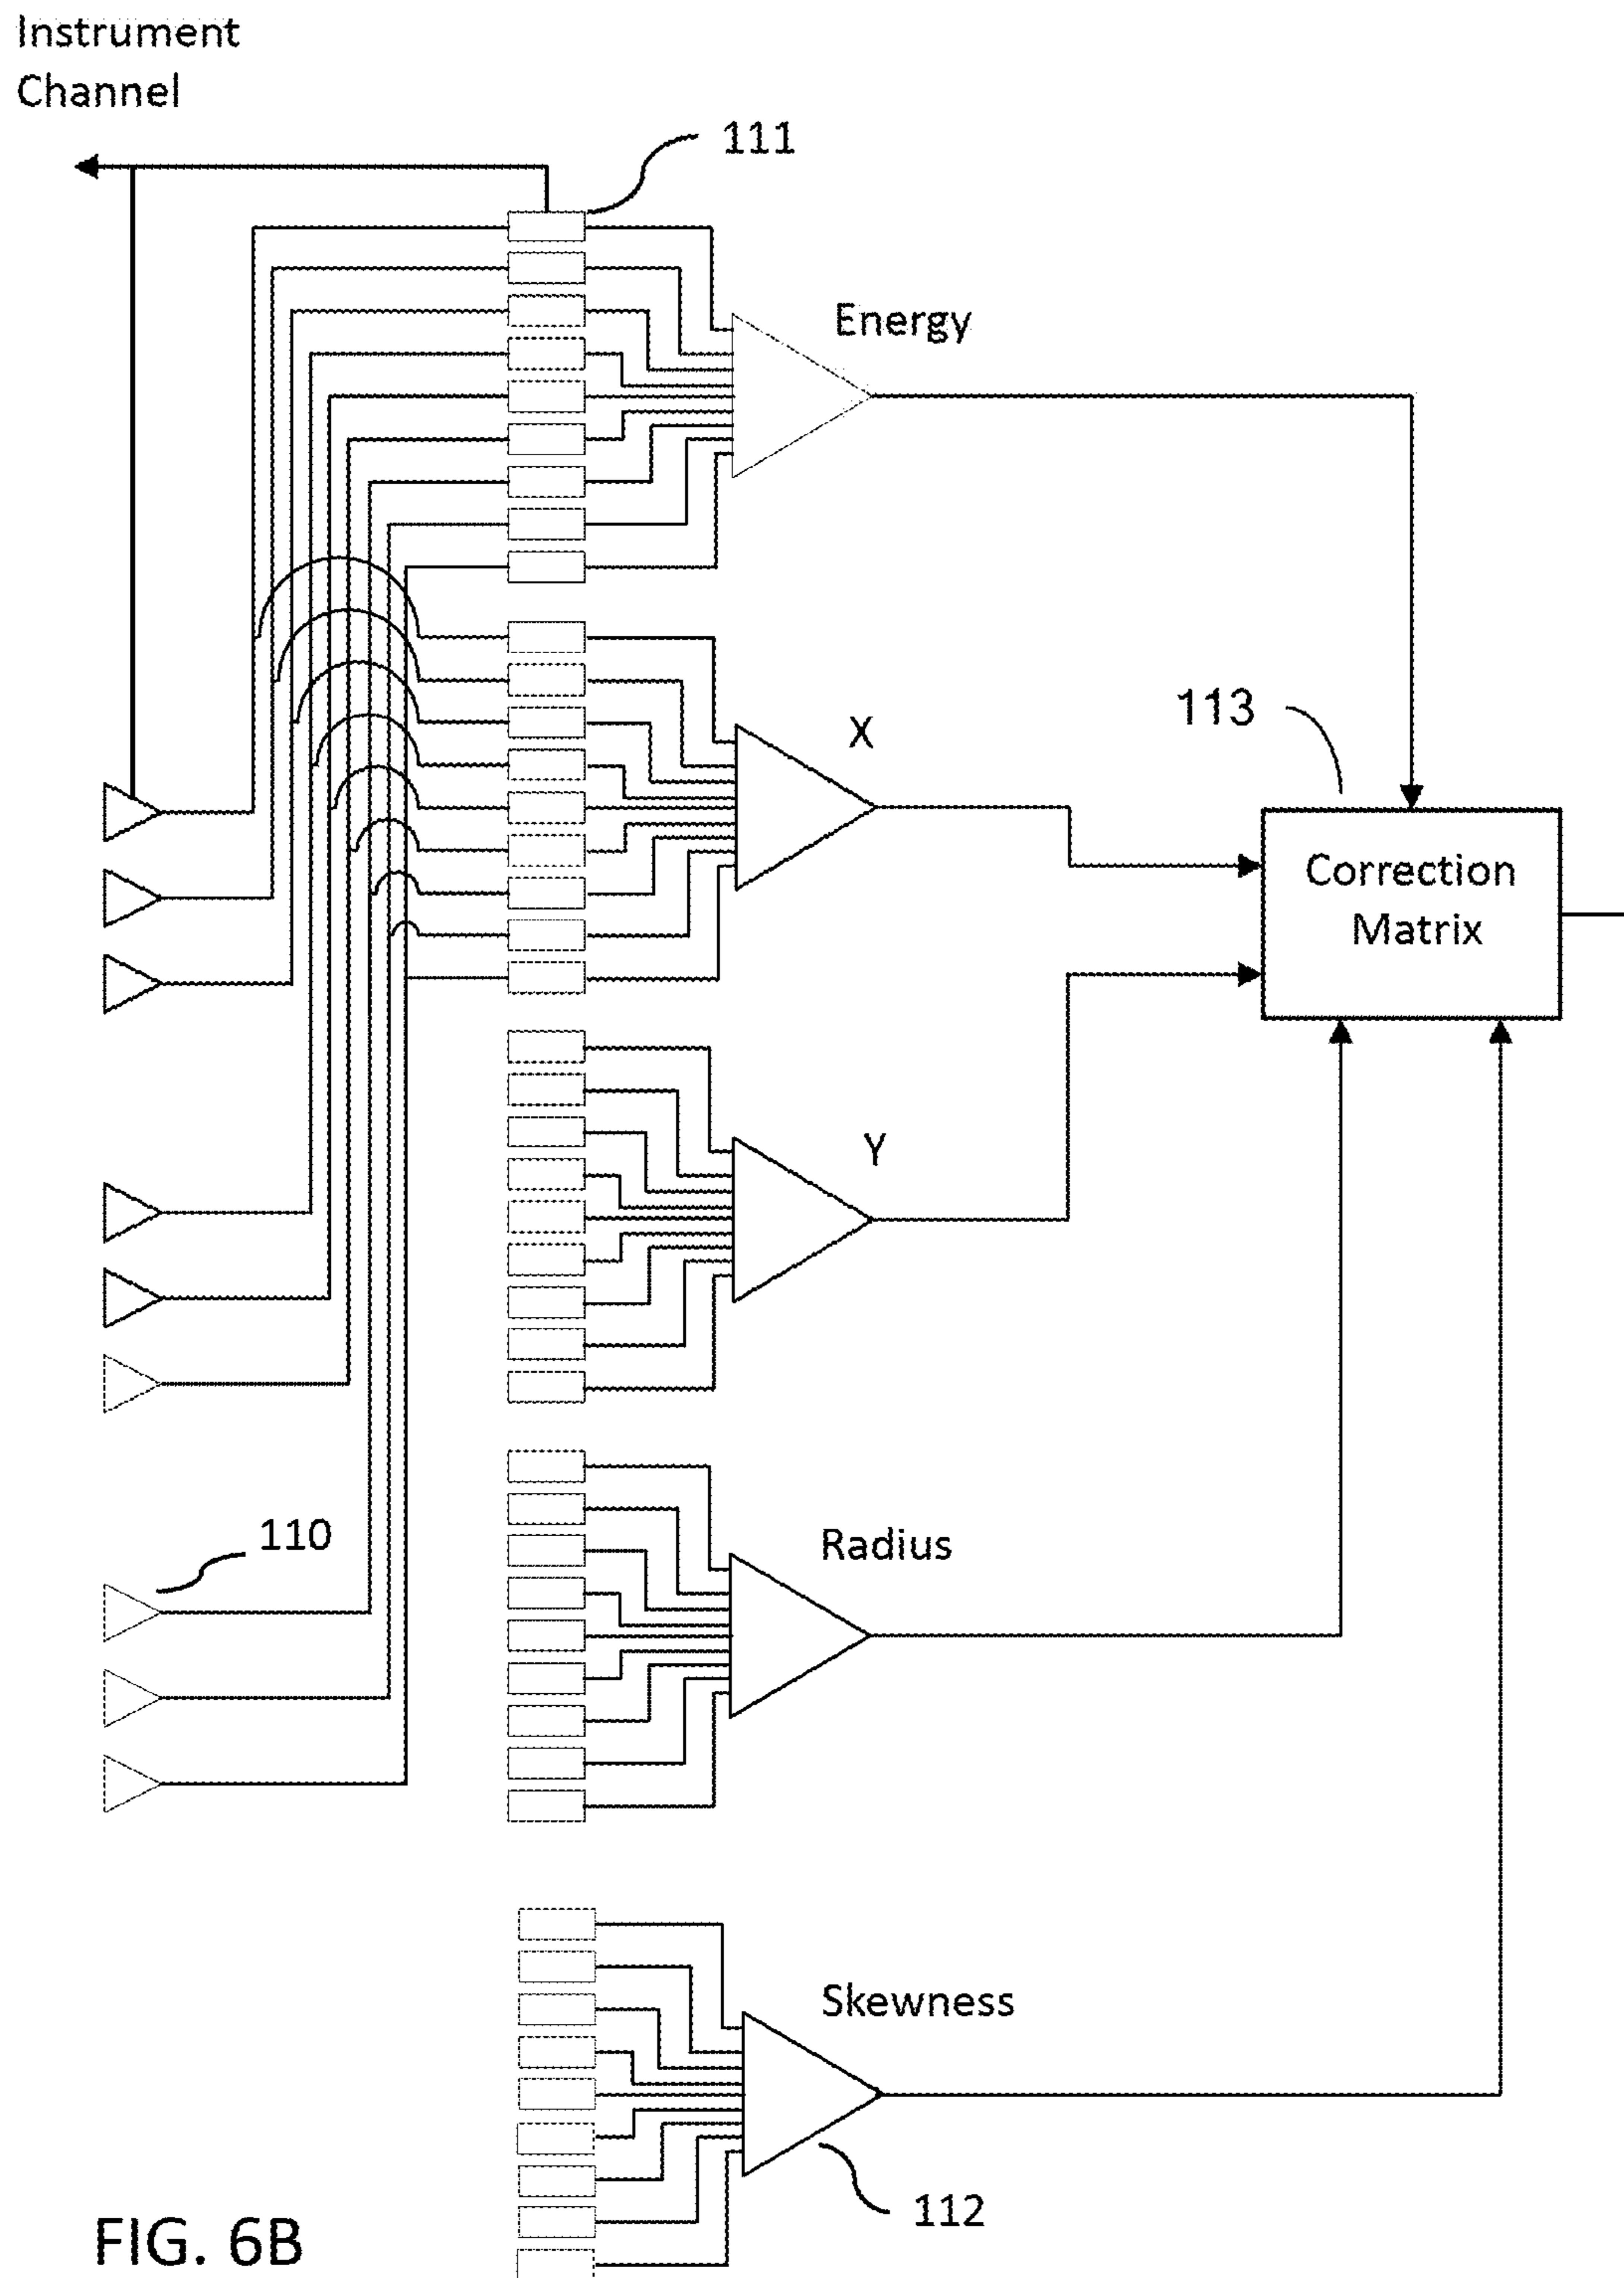 Instrument
Channel
111
Energy
X
113
Correction
Matrix
Y
110
Radius
Skewness
112
FIG. 6B